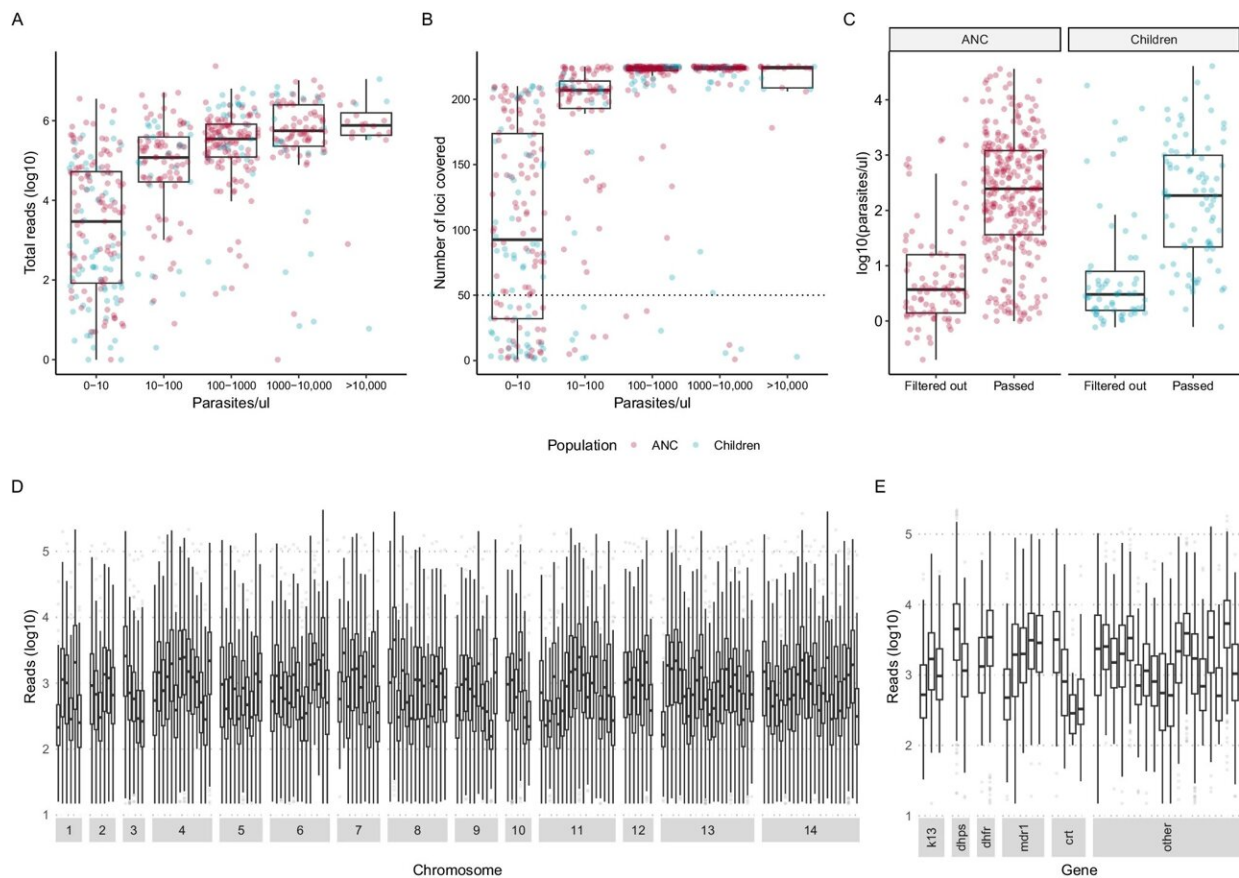 A
B
C
ANC
Children
6
4
2
0
Total reads (log10)
0−10
10−100
100−1000
1000−10,000
>10,000
Parasites/ul
200
150
100
50
0
Number of loci covered
0−10
10−100
100−1000
1000−10,000
>10,000
Parasites/ul
4
3
2
1
0
log10(parasites/ul)
Filtered out
Passed
Filtered out
Passed
Population
ANC
Children
D
E
5
4
3
2
1
Reads (log10)
1
2
3
4
5
6
7
8
9
10
11
12
13
14
Chromosome
5
4
3
2
1
Reads (log10)
k13
dhps
dhfr
mdr1
crt
other
Gene